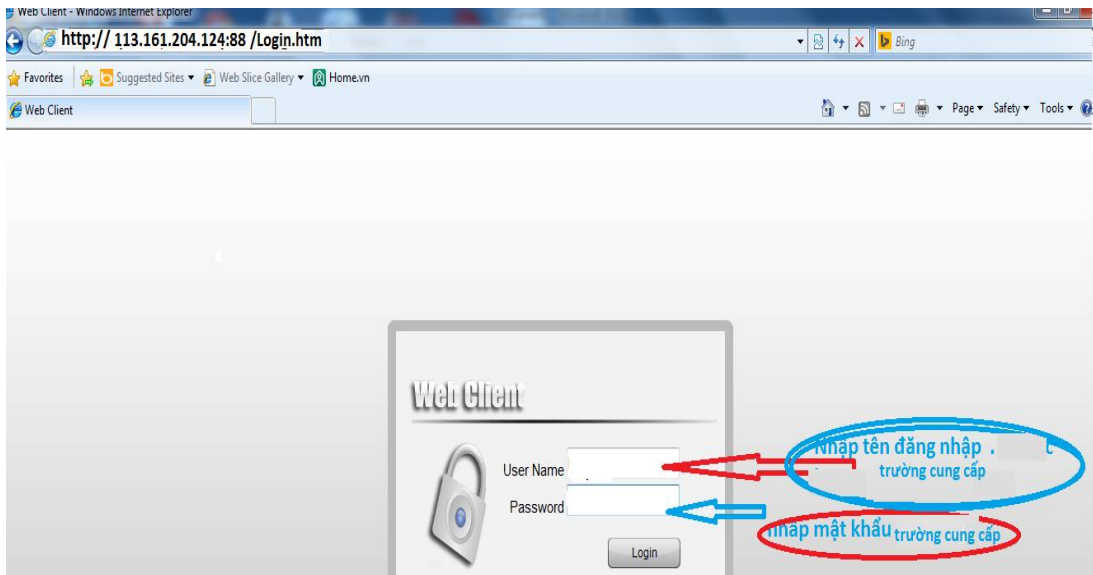 Web Client - Windows Internet Explorer
http:// 113.161.204.124:88 /Login.htm
Bing
Favorites Suggested Sites Web Slice Gallery Home.vn
Web Client
Page Safety Tools
Web Client
User Name
Password
Login
Nhập tên đăng nhập .
trường cung cấp
nhập mật khẩu trường cung cấp